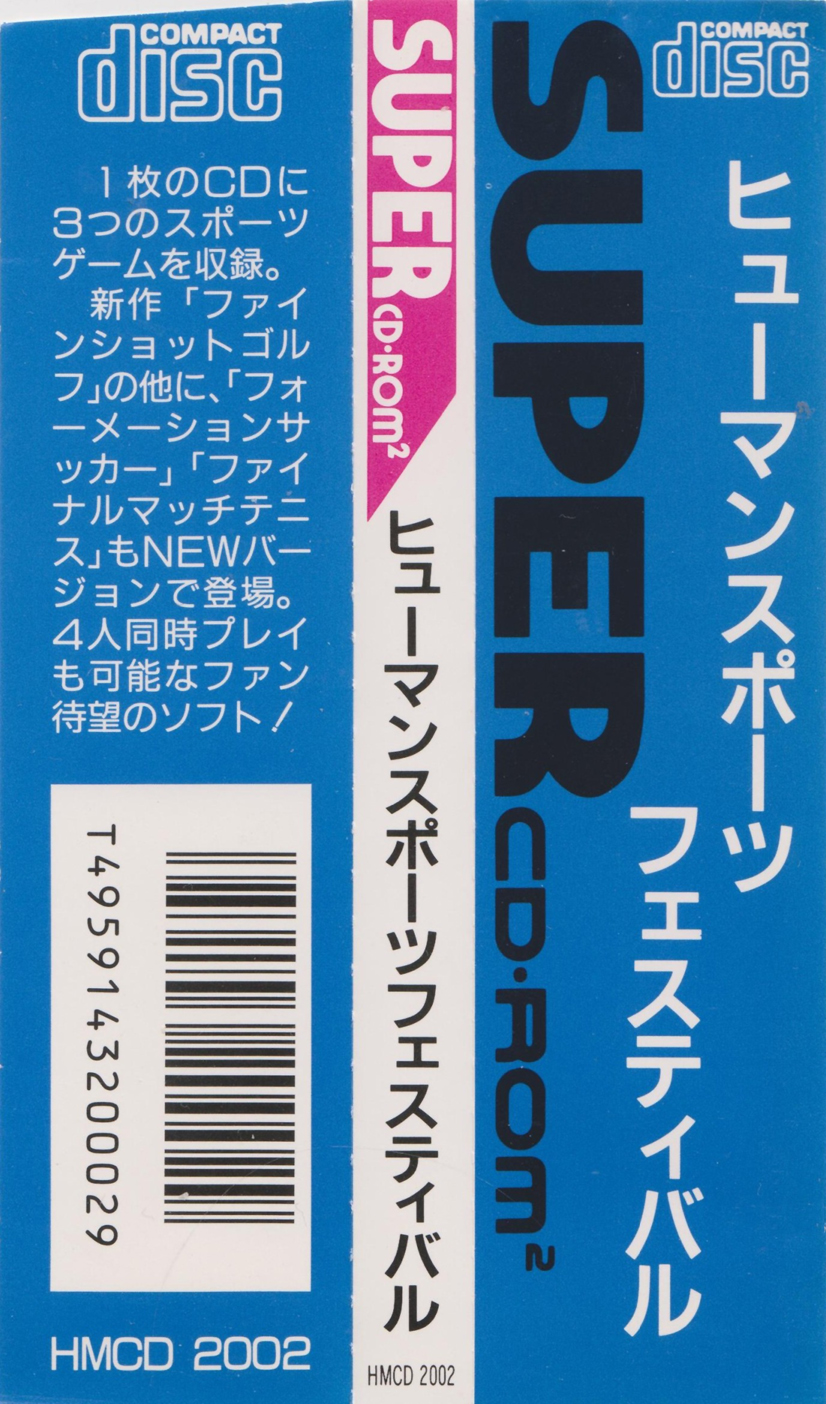 COMPACT
disc
1枚のCDに
3つのスポーツ
ゲームを収録。
新作「ファイ
ンショットゴル
フ」の他に、「フォ
ーメーションサ
ッカー」「ファイ
ナルマッチテニ
ス」もNEWバー
ジョンで登場。
4人同時プレイ
も可能なファン
待望のソフト!
T4959143200029
HMCD 2002
SUPER CD・ROM²
ヒューマンスポーツフェスティバル
HMCD 2002
SUPER CD・ROM²
COMPACT
disc
ヒューマンスポーツ
フェスティバル